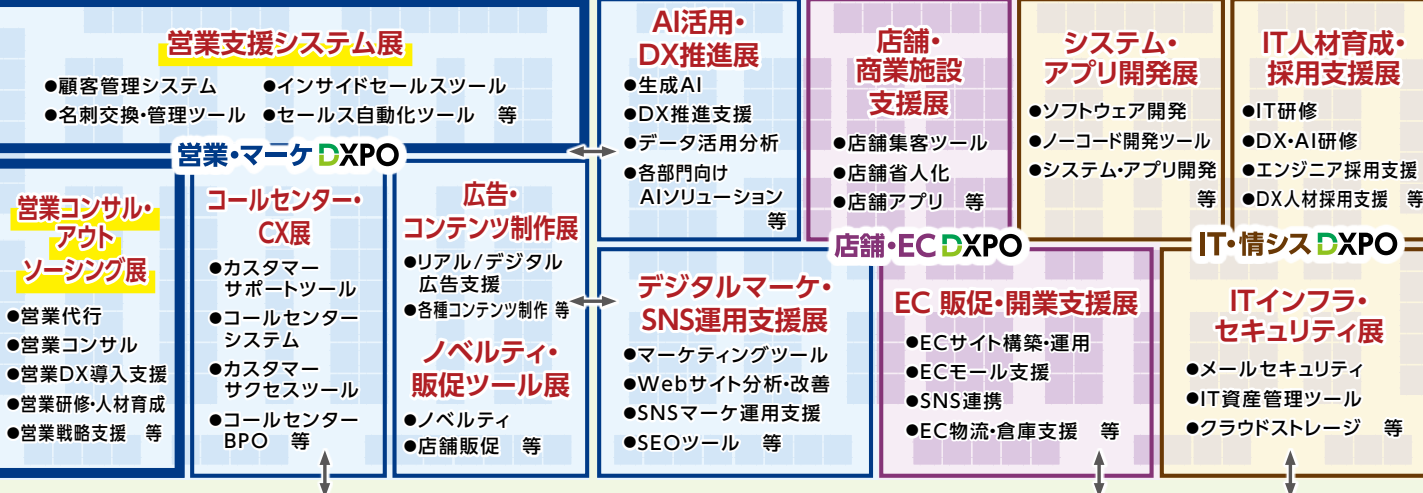 営業支援システム展
●顧客管理システム ●インサイドセールスツール
●名刺交換・管理ツール ●セールス自動化ツール 等
営業・マーケ DXPO
営業コンサル・
アウト
ソーシング展
●営業代行
●営業コンサル
●営業DX導入支援
●営業研修・人材育成
●営業戦略支援 等
コールセンター・
CX展
●カスタマー
サポートツール
●コールセンター
システム
●カスタマー
サクセスツール
●コールセンター
BPO 等
広告・
コンテンツ制作展
●リアル/デジタル
広告支援
●各種コンテンツ制作 等
ノベルティ・
販促ツール展
●ノベルティ
●店舗販促 等
AI活用・
DX推進展
●生成AI
●DX推進支援
●データ活用分析
●各部門向け
AIソリューション
等
デジタルマーケ・
SNS運用支援展
●マーケティングツール
●Webサイト分析・改善
●SNSマーケ運用支援
●SEOツール 等
店舗・
商業施設
支援展
●店舗集客ツール
●店舗省人化
●店舗アプリ 等
店舗・EC DXPO
EC 販促・開業支援展
●ECサイト構築・運用
●ECモール支援
●SNS連携
●EC物流・倉庫支援 等
システム・
アプリ開発展
●ソフトウェア開発
●ノーコード開発ツール
●システム・アプリ開発
等
IT人材育成・
採用支援展
●IT研修
●DX・AI研修
●エンジニア採用支援
●DX人材採用支援 等
IT・情シス DXPO
ITインフラ・
セキュリティ展
●メールセキュリティ
●IT資産管理ツール
●クラウドストレージ 等